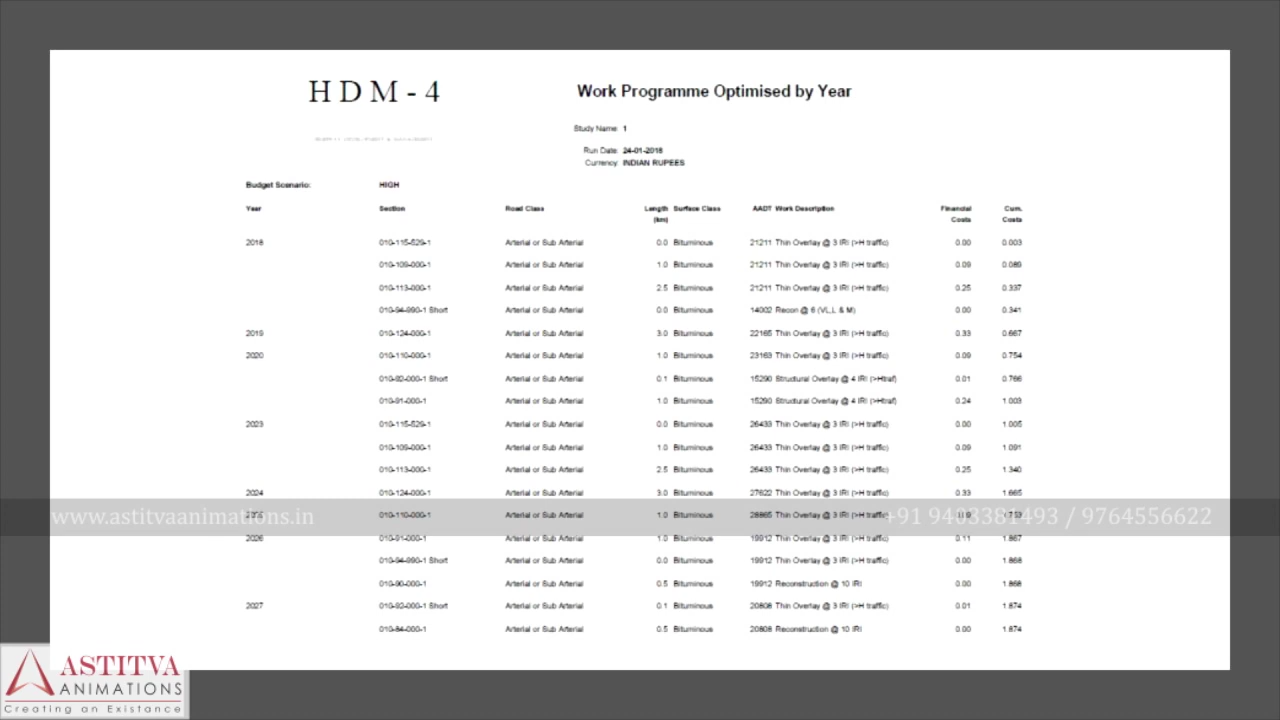 HDM-4
Work Programme Optimised by Year
Study Name: 1
Run Date: 24-01-2018
Currency: INDIAN RUPEES
Budget Scenario: HIGH
Year Section Road Class Length Surface Class AADT Work Description Financial Cum.
(km) Costs Costs
2018 010-115-529-1 Arterial or Sub Arterial 0.0 Bituminous 21211 Thin Overlay @ 3 IRI (>H traffic) 0.00 0.003
010-109-000-1 Arterial or Sub Arterial 1.0 Bituminous 21211 Thin Overlay @ 3 IRI (>H traffic) 0.09 0.089
010-113-000-1 Arterial or Sub Arterial 2.5 Bituminous 21211 Thin Overlay @ 3 IRI (>H traffic) 0.25 0.337
010-94-990-1 Short Arterial or Sub Arterial 0.0 Bituminous 14002 Recon @ 6 (VL,L & M) 0.00 0.341
2019 010-124-000-1 Arterial or Sub Arterial 3.0 Bituminous 22165 Thin Overlay @ 3 IRI (>H traffic) 0.33 0.667
2020 010-110-000-1 Arterial or Sub Arterial 1.0 Bituminous 23163 Thin Overlay @ 3 IRI (>H traffic) 0.09 0.754
010-92-000-1 Short Arterial or Sub Arterial 0.1 Bituminous 15290 Structural Overlay @ 4 IRI (>Htraf) 0.01 0.766
010-91-000-1 Arterial or Sub Arterial 1.0 Bituminous 15290 Structural Overlay @ 4 IRI (>Htraf) 0.24 1.003
2023 010-115-529-1 Arterial or Sub Arterial 0.0 Bituminous 26433 Thin Overlay @ 3 IRI (>H traffic) 0.00 1.005
010-109-000-1 Arterial or Sub Arterial 1.0 Bituminous 26433 Thin Overlay @ 3 IRI (>H traffic) 0.09 1.091
010-113-000-1 Arterial or Sub Arterial 2.5 Bituminous 26433 Thin Overlay @ 3 IRI (>H traffic) 0.25 1.340
2024 010-124-000-1 Arterial or Sub Arterial 3.0 Bituminous 27622 Thin Overlay @ 3 IRI (>H traffic) 0.33 1.665
010-110-000-1 Arterial or Sub Arterial 1.0 Bituminous 28865 Thin Overlay @ 3 IRI (>H traffic)
www.astitvaanimations.in +91 9403381493 / 9764556622
2026 010-91-000-1 Arterial or Sub Arterial 1.0 Bituminous 19912 Thin Overlay @ 3 IRI (>H traffic) 0.11 1.867
010-94-990-1 Short Arterial or Sub Arterial 0.0 Bituminous 19912 Thin Overlay @ 3 IRI (>H traffic) 0.00 1.868
010-90-000-1 Arterial or Sub Arterial 0.5 Bituminous 19912 Reconstruction @ 10 IRI 0.00 1.868
2027 010-92-000-1 Short Arterial or Sub Arterial 0.1 Bituminous 20808 Thin Overlay @ 3 IRI (>H traffic) 0.01 1.874
010-84-000-1 Arterial or Sub Arterial 0.5 Bituminous 20808 Reconstruction @ 10 IRI 0.00 1.874
ASTITVA
ANIMATIONS
Creating an Existance